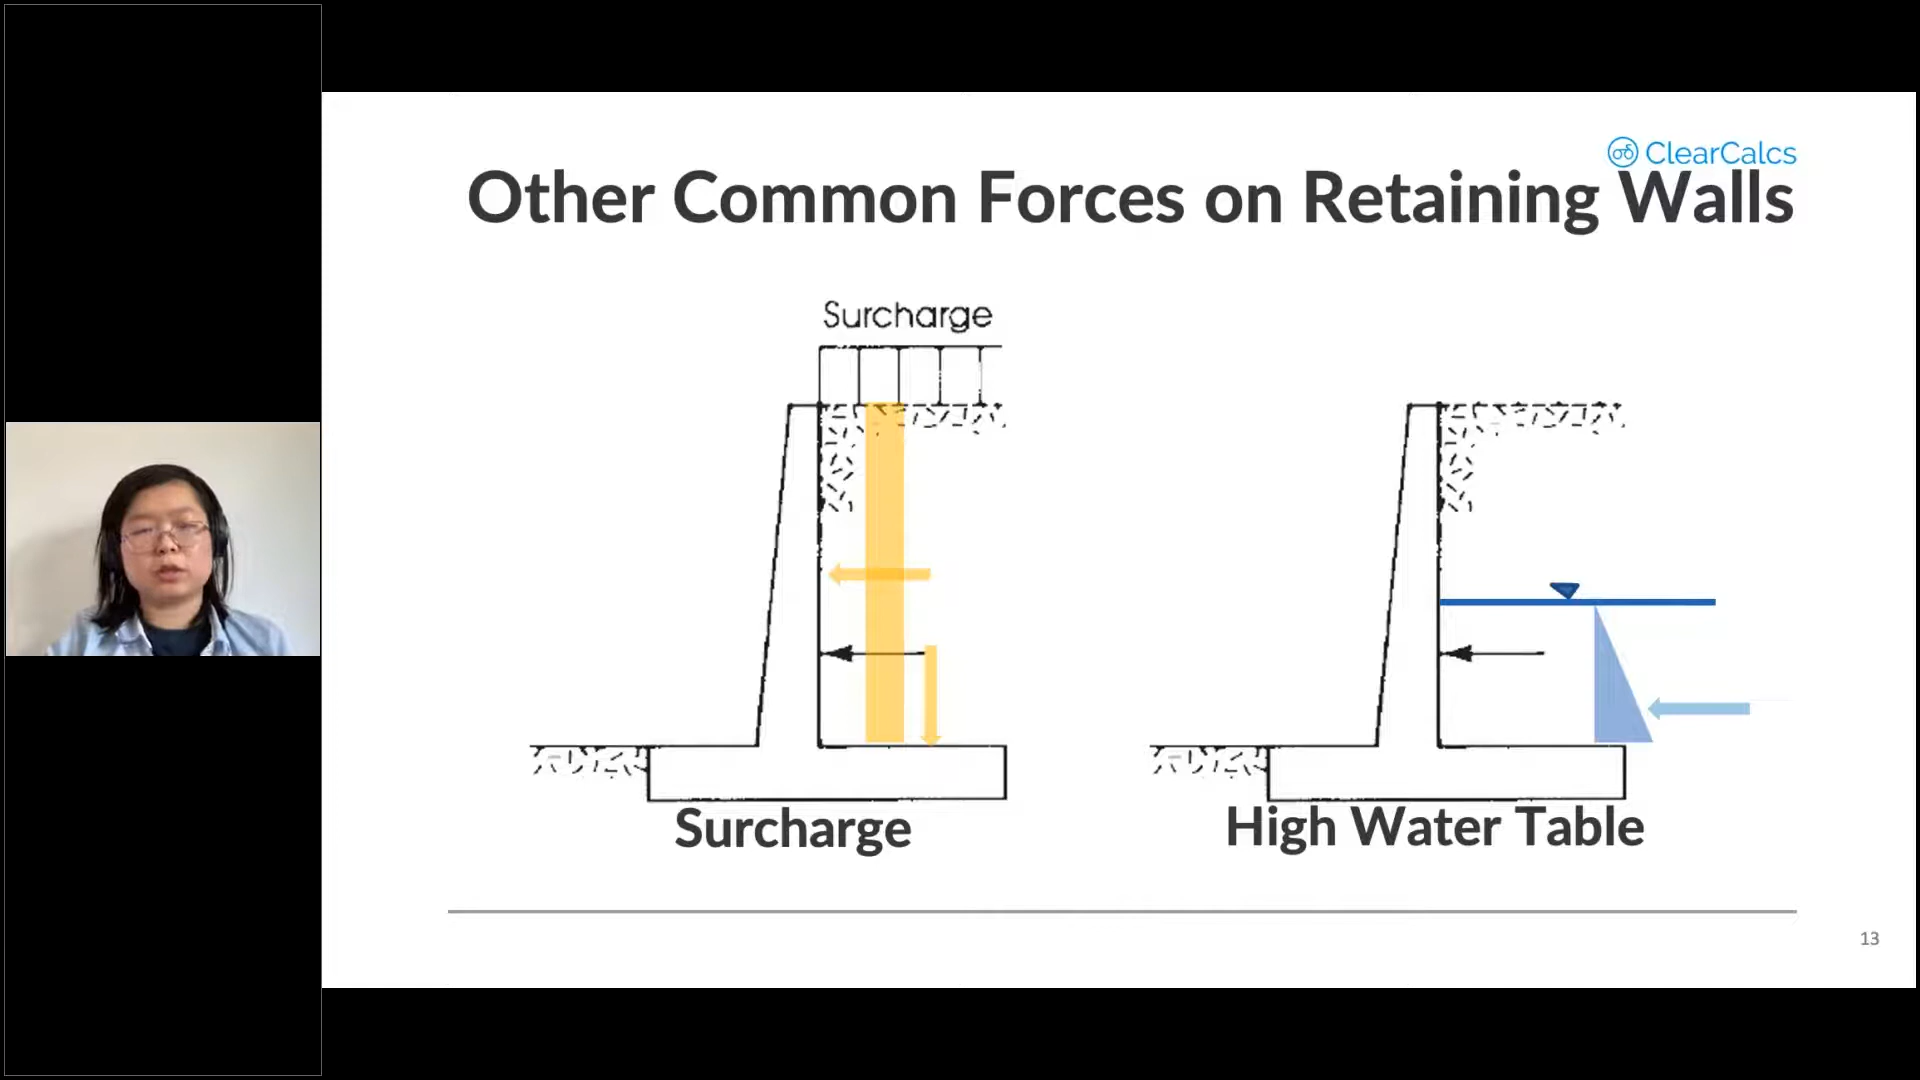 ClearCalcs
Other Common Forces on Retaining Walls
Surcharge
Surcharge
High Water Table
13